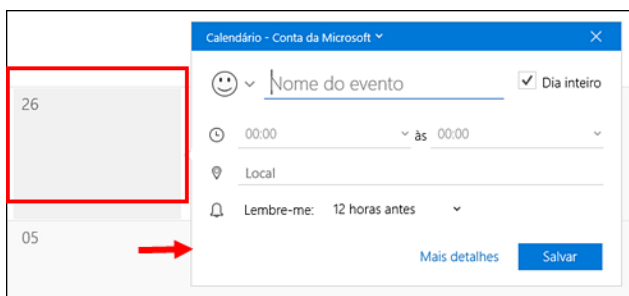 Calendário - Conta da Microsoft
Nome do evento
Dia inteiro
26
00:00 às 00:00
Local
Lembre-me: 12 horas antes
05
Mais detalhes Salvar